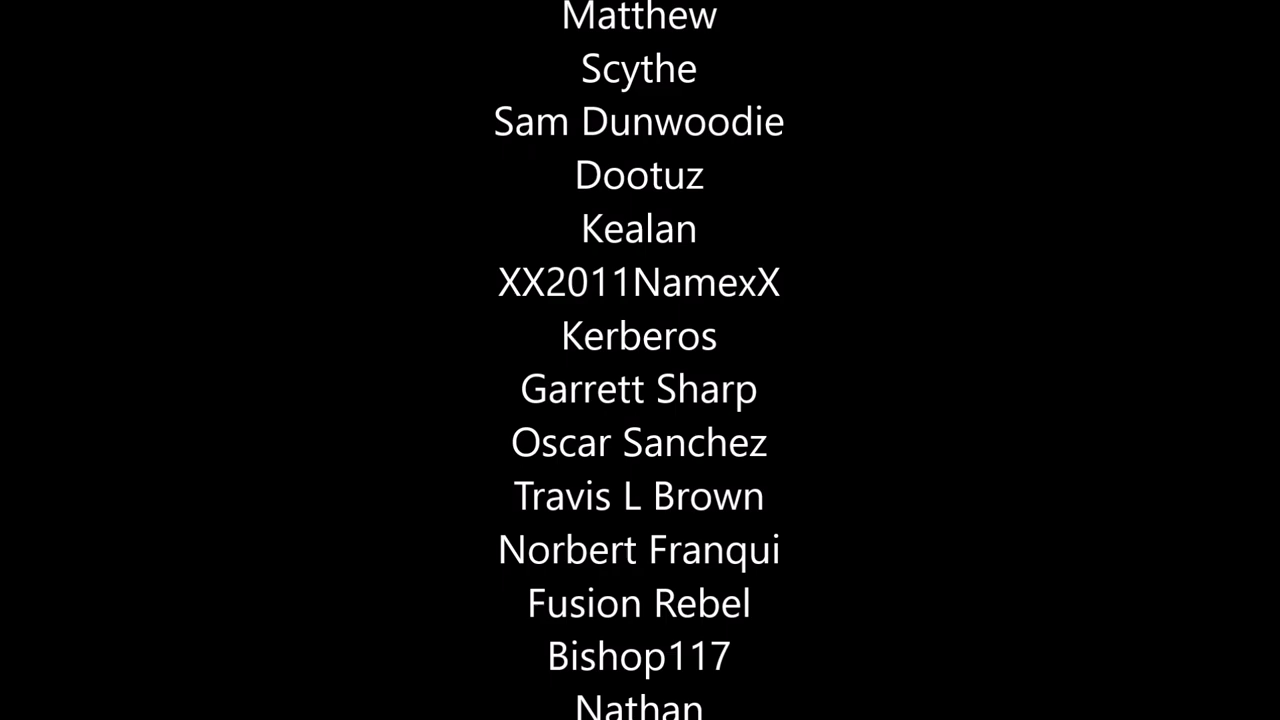 Matthew
Scythe
Sam Dunwoodie
Dootuz
Kealan
XX2011NamexX
Kerberos
Garrett Sharp
Oscar Sanchez
Travis L Brown
Norbert Franqui
Fusion Rebel
Bishop117
Nathan